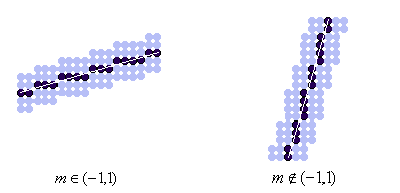 m ∈ (−1,1)
m ∉ (−1,1)